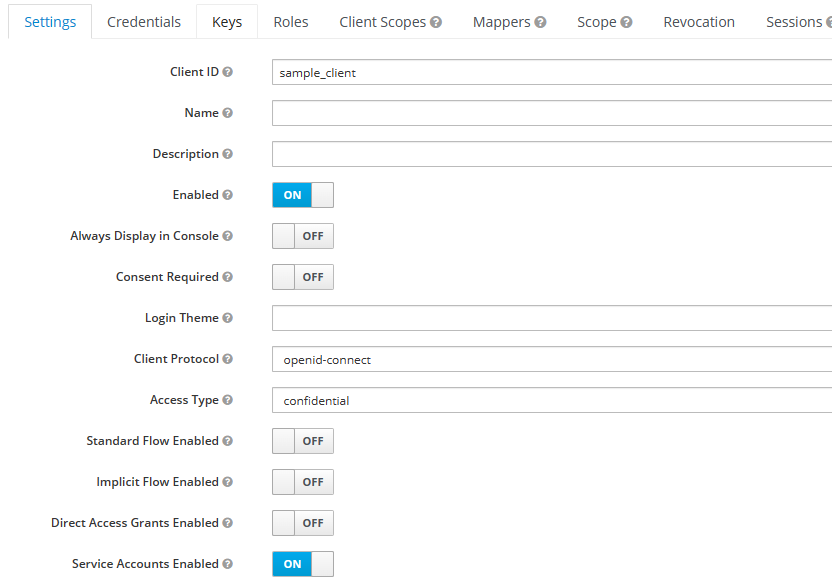 Settings Credentials Keys Roles Client Scopes Mappers Scope Revocation Sessions
Client ID sample_client
Name
Description
Enabled ON
Always Display in Console OFF
Consent Required OFF
Login Theme
Client Protocol openid-connect
Access Type confidential
Standard Flow Enabled OFF
Implicit Flow Enabled OFF
Direct Access Grants Enabled OFF
Service Accounts Enabled ON